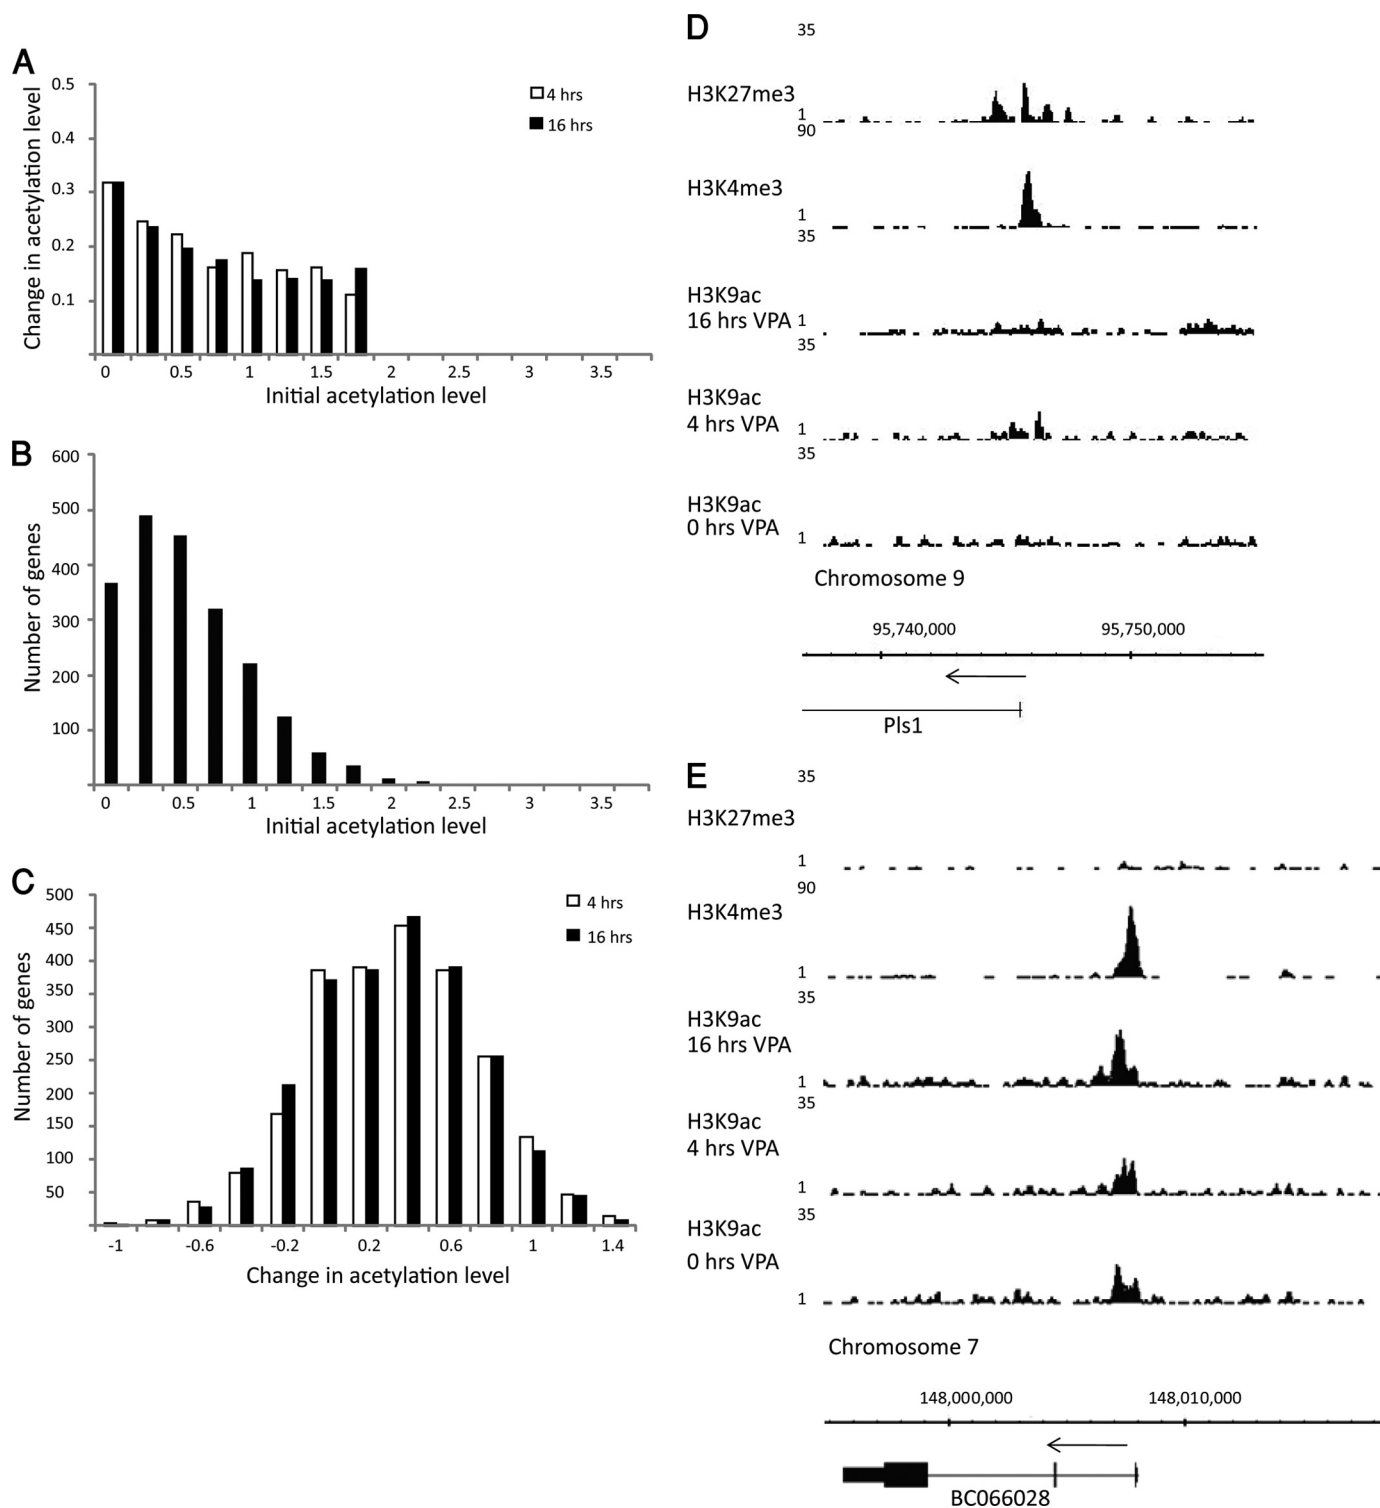 A
0.5
0.4
0.3
0.2
0.1
Change in acetylation level
4 hrs
16 hrs
0 0.5 1 1.5 2 2.5 3 3.5
Initial acetylation level
B
600
500
400
300
200
100
Number of genes
0 0.5 1 1.5 2 2.5 3 3.5
Initial acetylation level
C
500
450
400
350
300
250
200
150
100
50
Number of genes
4 hrs
16 hrs
-1 -0.6 -0.2 0.2 0.6 1 1.4
Change in acetylation level
D
35
H3K27me3
1
90
H3K4me3
1
35
H3K9ac
16 hrs VPA
1
35
H3K9ac
4 hrs VPA
1
35
H3K9ac
0 hrs VPA
1
Chromosome 9
95,740,000 95,750,000
Pls1
E
35
H3K27me3
1
90
H3K4me3
1
35
H3K9ac
16 hrs VPA
1
35
H3K9ac
4 hrs VPA
1
35
H3K9ac
0 hrs VPA
1
Chromosome 7
148,000,000 148,010,000
BC066028